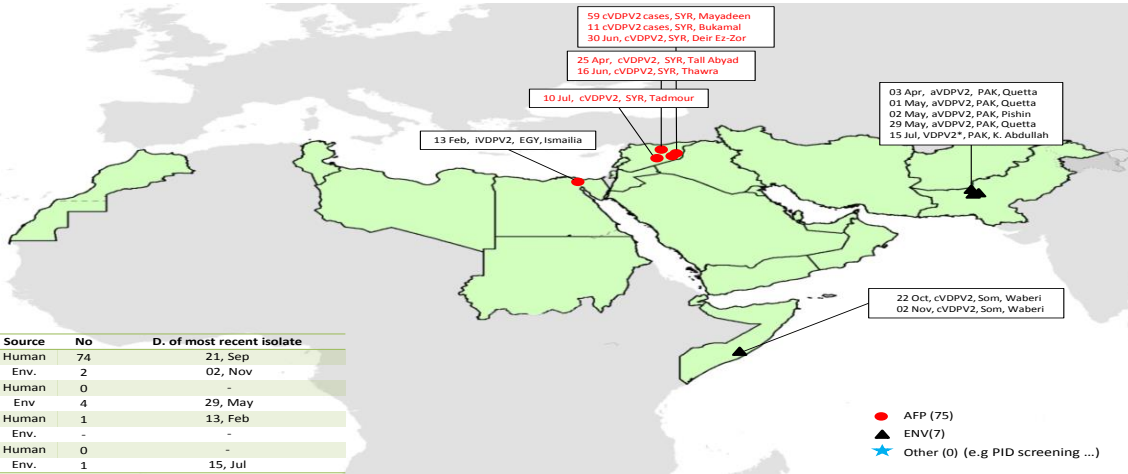 59 cVDPV2 cases, SYR, Mayadeen
11 cVDPV2 cases, SYR, Bukamal
30 Jun, cVDPV2, SYR, Deir Ez-Zor
25 Apr, cVDPV2, SYR, Tall Abyad
16 Jun, cVDPV2, SYR, Thawra
10 Jul, cVDPV2, SYR, Tadmour
13 Feb, iVDPV2, EGY, Ismailia
03 Apr, aVDPV2, PAK, Quetta
01 May, aVDPV2, PAK, Quetta
02 May, aVDPV2, PAK, Pishin
29 May, aVDPV2, PAK, Quetta
15 Jul, VDPV2*, PAK, K. Abdullah
22 Oct, cVDPV2, Som, Waberi
02 Nov, cVDPV2, Som, Waberi
Source No D. of most recent isolate
Human 74 21, Sep
Env. 2 02, Nov
Human 0 -
Env 4 29, May
Human 1 13, Feb
Env. - -
Human 0
Env. 1 15, Jul
AFP (75)
ENV(7)
Other (0) (e.g PID screening ...)